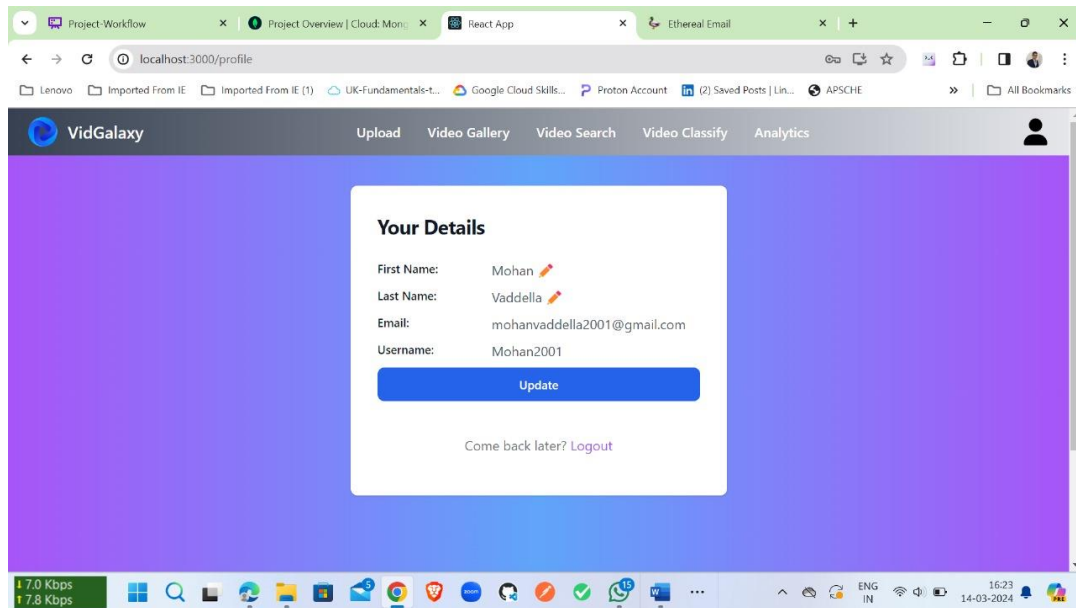 Project-Workflow
Project Overview | Cloud: Mong
React App
Ethereal Email
localhost:3000/profile
Lenovo
Imported From IE
Imported From IE (1)
UK-Fundamentals-t...
Google Cloud Skills...
Proton Account
(2) Saved Posts | Lin...
APSCHE
All Bookmarks
VidGalaxy
Upload
Video Gallery
Video Search
Video Classify
Analytics
Your Details
First Name: Mohan
Last Name: Vaddella
Email: mohanvaddella2001@gmail.com
Username: Mohan2001
Update
Come back later? Logout
7.0 Kbps
7.8 Kbps
zoom
15
ENG
IN
16:23
14-03-2024
PRE